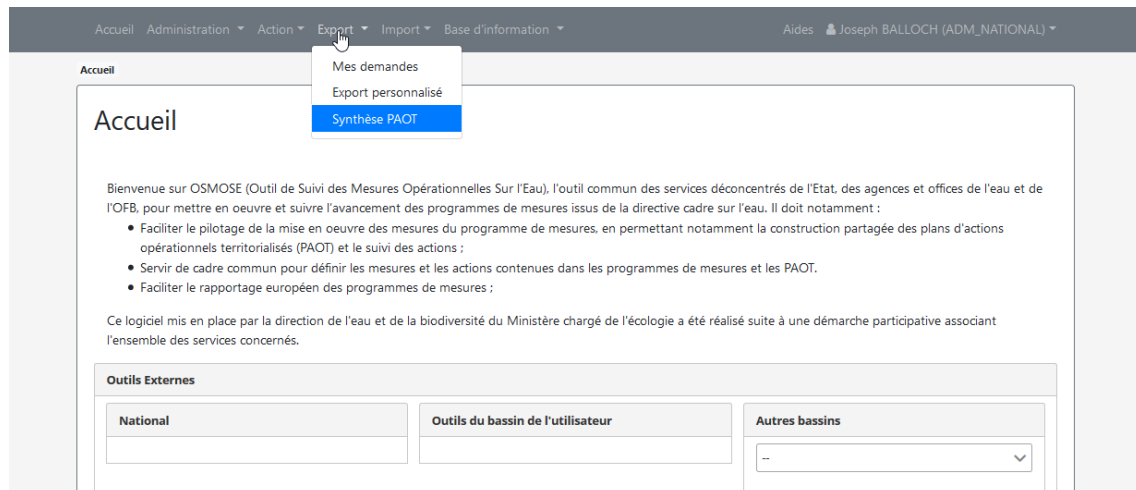 Accueil Administration Action Export Import Base d'information Aides Joseph BALLOCH (ADM_NATIONAL)
Mes demandes
Export personnalisé
Synthèse PAOT
Accueil
Accueil
Bienvenue sur OSMOSE (Outil de Suivi des Mesures Opérationnelles Sur l'Eau), l'outil commun des services déconcentrés de l'Etat, des agences et offices de l'eau et de
l'OFB, pour mettre en oeuvre et suivre l'avancement des programmes de mesures issus de la directive cadre sur l'eau. Il doit notamment :
• Faciliter le pilotage de la mise en oeuvre des mesures du programme de mesures, en permettant notamment la construction partagée des plans d'actions
opérationnels territorialisés (PAOT) et le suivi des actions ;
• Servir de cadre commun pour définir les mesures et les actions contenues dans les programmes de mesures et les PAOT.
• Faciliter le rapportage européen des programmes de mesures ;
Ce logiciel mis en place par la direction de l'eau et de la biodiversité du Ministère chargé de l'écologie a été réalisé suite à une démarche participative associant
l'ensemble des services concernés.
Outils Externes
National
Outils du bassin de l'utilisateur
Autres bassins
--